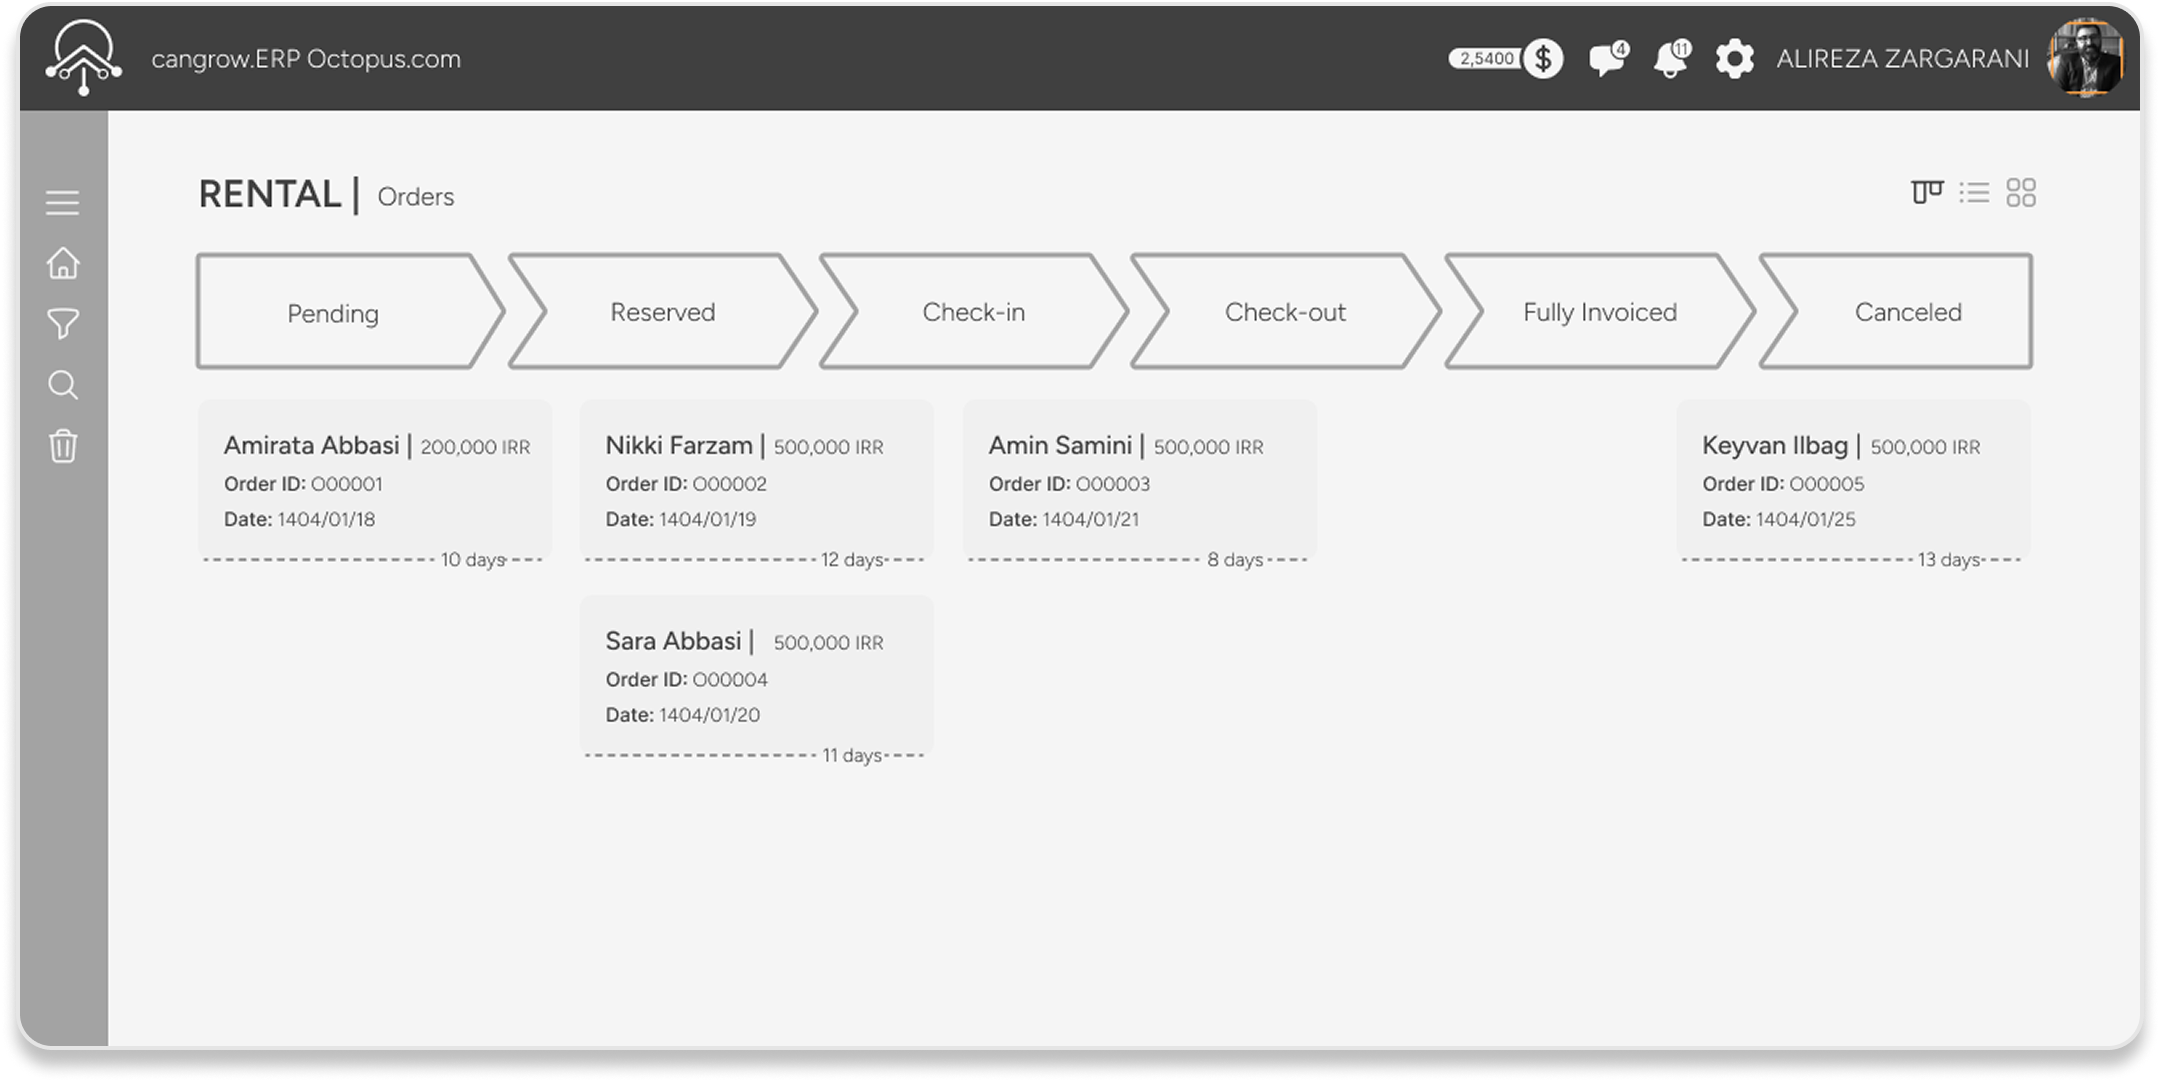 cangrow.ERP Octopus.com
2,5400
$
4
11
ALIREZA ZARGARANI
RENTAL | Orders
Pending
Reserved
Check-in
Check-out
Fully Invoiced
Canceled
Amirata Abbasi | 200,000 IRR
Order ID: O00001
Date: 1404/01/18
10 days
Nikki Farzam | 500,000 IRR
Order ID: O00002
Date: 1404/01/19
12 days
Amin Samini | 500,000 IRR
Order ID: O00003
Date: 1404/01/21
8 days
Keyvan Ilbag | 500,000 IRR
Order ID: O00005
Date: 1404/01/25
13 days
Sara Abbasi | 500,000 IRR
Order ID: O00004
Date: 1404/01/20
11 days